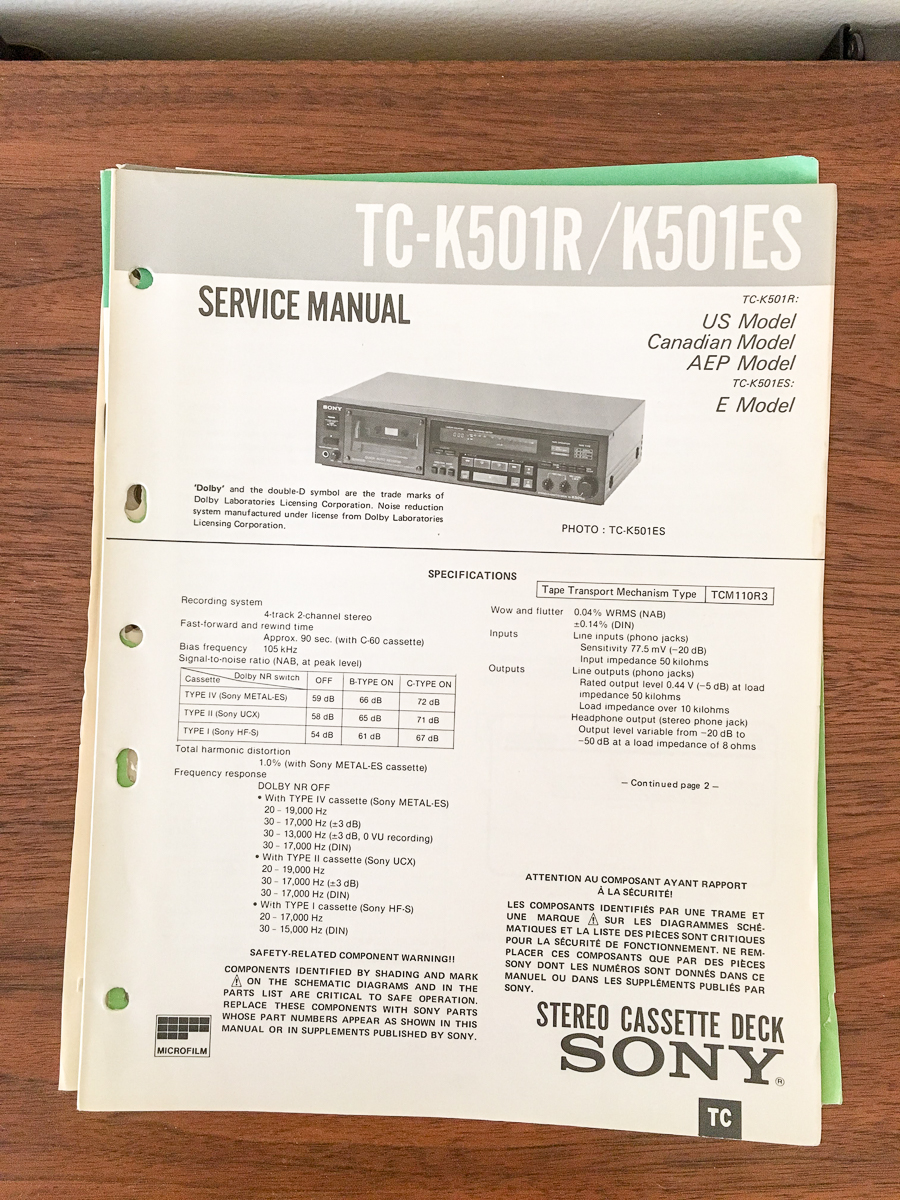 TC-K501R/K501ES
SERVICE MANUAL
TC-K501R:
US Model
Canadian Model
AEP Model
TC-K501ES:
E Model
SONY
'Dolby' and the double-D symbol are the trade marks of
Dolby Laboratories Licensing Corporation. Noise reduction
system manufactured under license from Dolby Laboratories
Licensing Corporation.
PHOTO : TC-K501ES
SPECIFICATIONS
Tape Transport Mechanism Type TCM110R3
Recording system
4-track 2-channel stereo
Fast-forward and rewind time
Approx. 90 sec. (with C-60 cassette)
Bias frequency 105 kHz
Signal-to-noise ratio (NAB, at peak level)
Cassette Dolby NR switch OFF B-TYPE ON C-TYPE ON
TYPE IV (Sony METAL-ES) 59 dB 66 dB 72 dB
TYPE II (Sony UCX) 58 dB 65 dB 71 dB
TYPE I (Sony HF-S) 54 dB 61 dB 67 dB
Total harmonic distortion
1.0% (with Sony METAL-ES cassette)
Frequency response
DOLBY NR OFF
• With TYPE IV cassette (Sony METAL-ES)
20 – 19,000 Hz
30 – 17,000 Hz (±3 dB)
30 – 13,000 Hz (±3 dB, 0 VU recording)
30 – 17,000 Hz (DIN)
• With TYPE II cassette (Sony UCX)
20 – 19,000 Hz
30 – 17,000 Hz (±3 dB)
30 – 17,000 Hz (DIN)
• With TYPE I cassette (Sony HF-S)
20 – 17,000 Hz
30 – 15,000 Hz (DIN)
Wow and flutter 0.04% WRMS (NAB)
±0.14% (DIN)
Inputs Line inputs (phono jacks)
Sensitivity 77.5 mV (−20 dB)
Input impedance 50 kilohms
Outputs Line outputs (phono jacks)
Rated output level 0.44 V (−5 dB) at load
impedance 50 kilohms
Load impedance over 10 kilohms
Headphone output (stereo phone jack)
Output level variable from −20 dB to
−50 dB at a load impedance of 8 ohms
— Continued page 2 —
SAFETY-RELATED COMPONENT WARNING!!
COMPONENTS IDENTIFIED BY SHADING AND MARK
⚠ ON THE SCHEMATIC DIAGRAMS AND IN THE
PARTS LIST ARE CRITICAL TO SAFE OPERATION.
REPLACE THESE COMPONENTS WITH SONY PARTS
WHOSE PART NUMBERS APPEAR AS SHOWN IN THIS
MANUAL OR IN SUPPLEMENTS PUBLISHED BY SONY.
ATTENTION AU COMPOSANT AYANT RAPPORT
À LA SÉCURITÉ!
LES COMPOSANTS IDENTIFIÉS PAR UNE TRAME ET
UNE MARQUE ⚠ SUR LES DIAGRAMMES SCHÉ-
MATIQUES ET LA LISTE DES PIÈCES SONT CRITIQUES
POUR LA SÉCURITÉ DE FONCTIONNEMENT. NE REM-
PLACER CES COMPOSANTS QUE PAR DES PIÈCES
SONY DONT LES NUMÉROS SONT DONNÉS DANS CE
MANUEL OU DANS LES SUPPLÉMENTS PUBLIÉS PAR
SONY.
MICROFILM
STEREO CASSETTE DECK
SONY®
TC